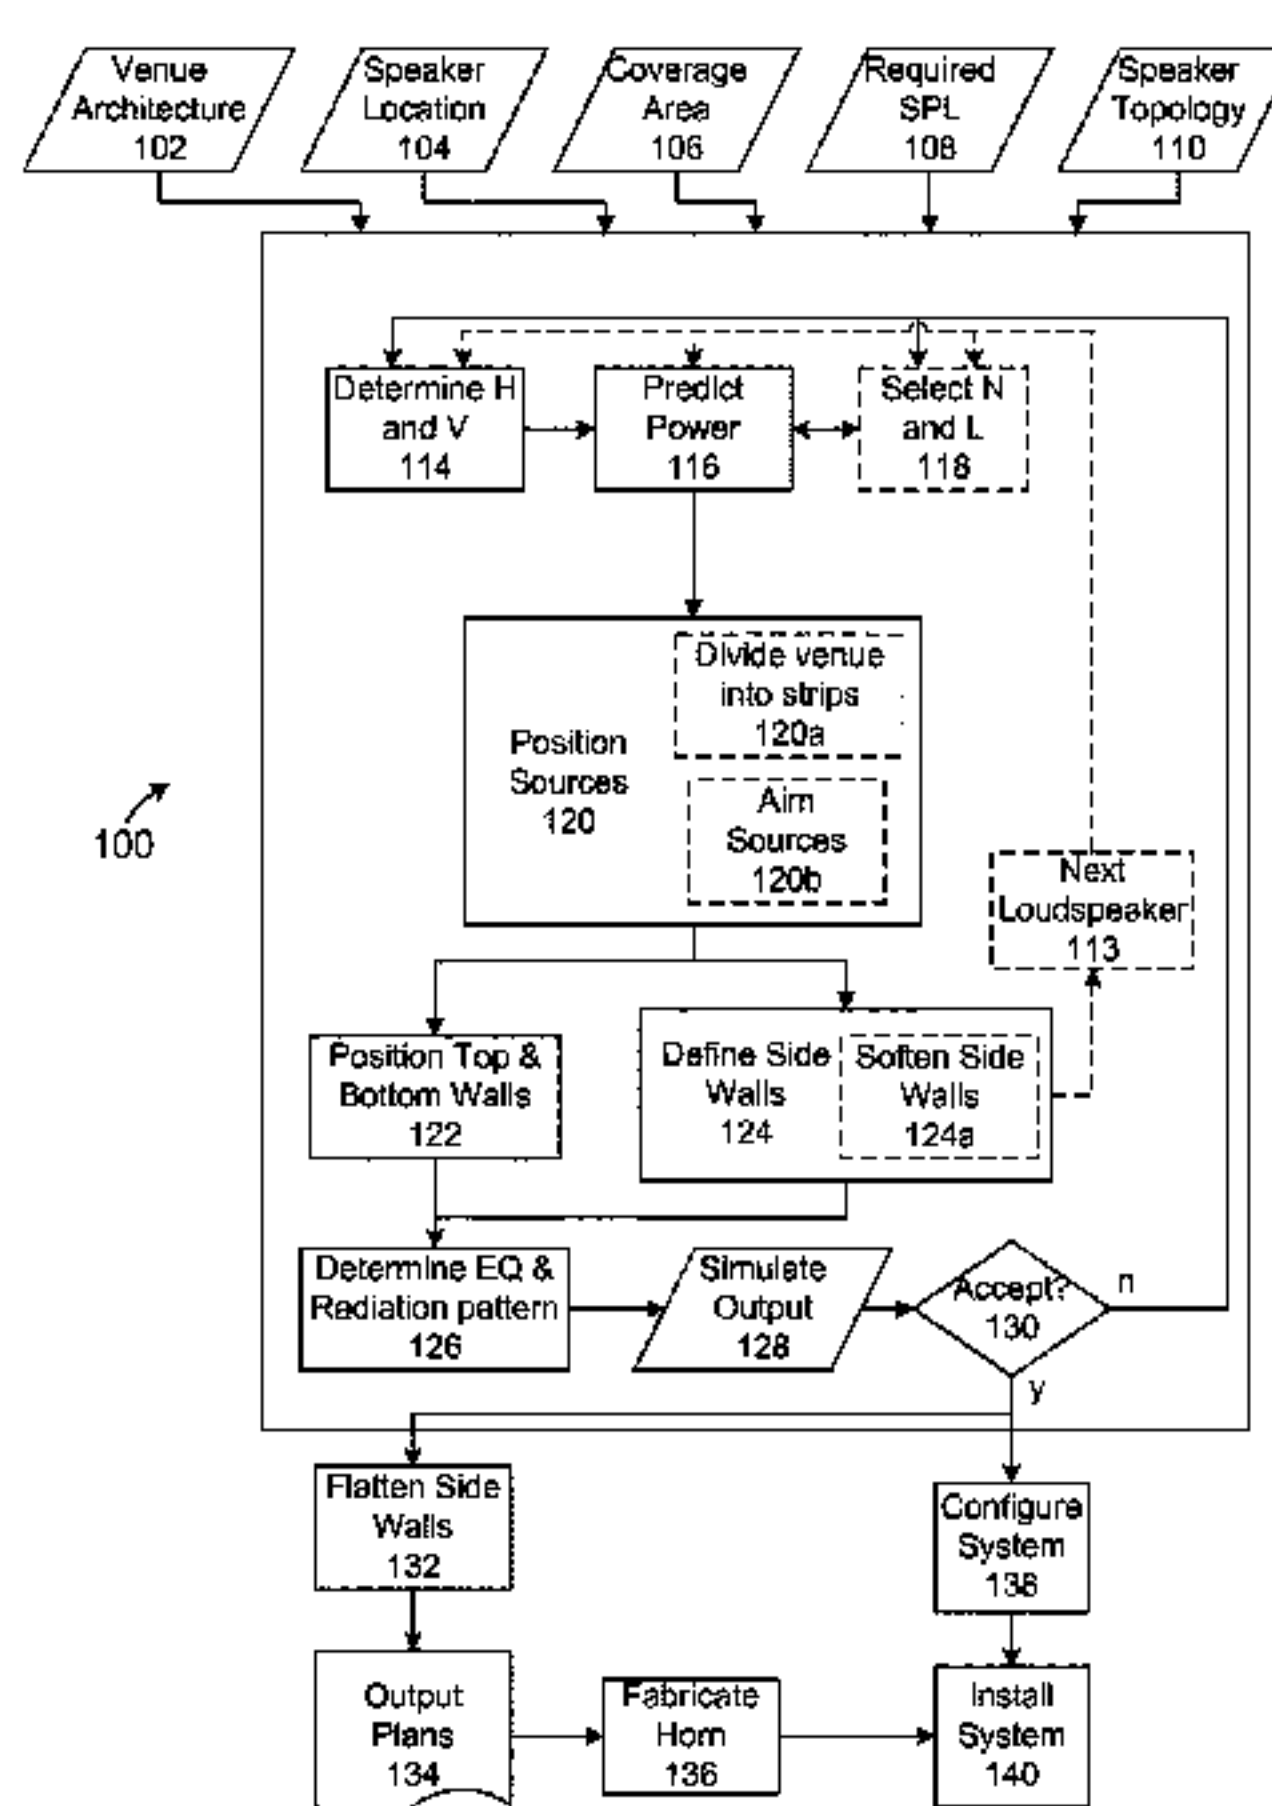 Venue
Architecture
102
Speaker
Location
104
Coverage
Area
106
Required
SPL
108
Speaker
Topology
110
Determine H
and V
114
Predict
Power
116
Select N
and L
118
Position
Sources
120
Divide venue
into strips
120a
Aim
Sources
120b
100
Next
Loudspeaker
113
Position Top &
Bottom Walls
122
Define Side
Walls
124
Soften Side
Walls
124a
Determine EQ &
Radiation pattern
126
Simulate
Output
128
Accept?
130
n
y
Flatten Side
Walls
132
Configure
System
138
Output
Plans
134
Fabricate
Horn
136
Install
System
140